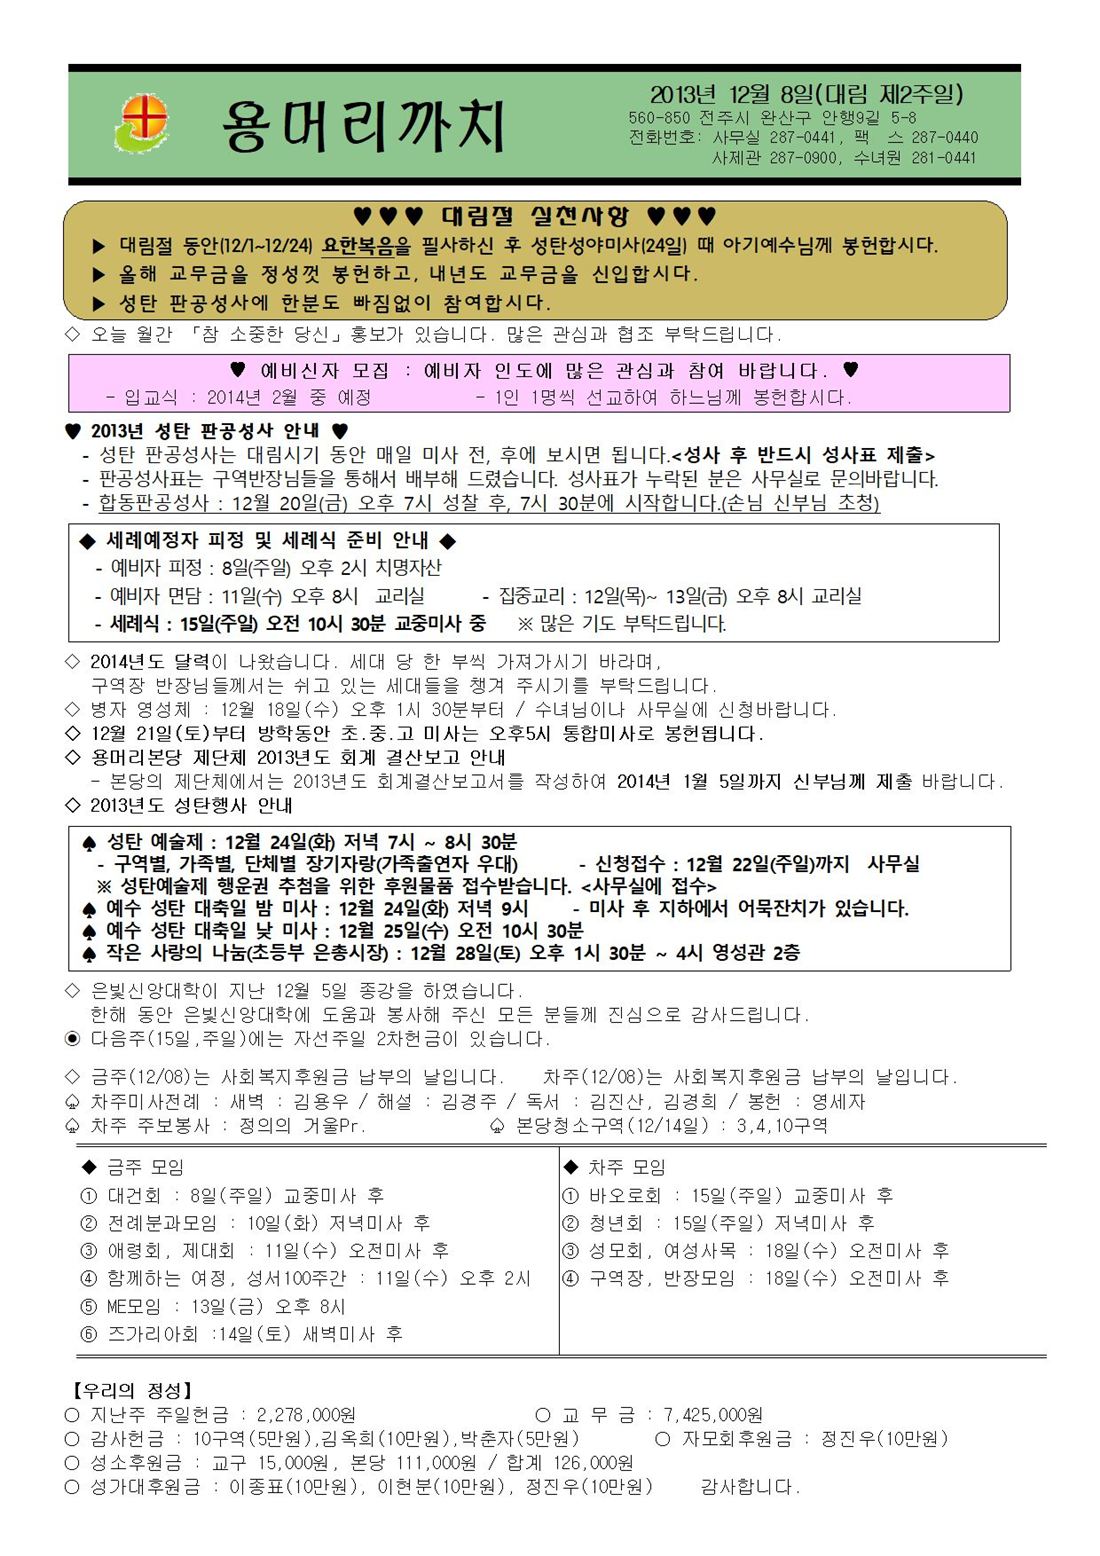 용머리까치
2013년 12월 8일(대림 제2주일)
560-850 전주시 완산구 안행9길 5-8
전화번호: 사무실 287-0441, 팩 스 287-0440
사제관 287-0900, 수녀원 281-0441
♥♥♥ 대림절 실천사항 ♥♥♥
▶ 대림절 동안(12/1~12/24) 요한복음을 필사하신 후 성탄성야미사(24일) 때 아기예수님께 봉헌합시다.
▶ 올해 교무금을 정성껏 봉헌하고, 내년도 교무금을 신입합시다.
▶ 성탄 판공성사에 한분도 빠짐없이 참여합시다.
◇ 오늘 월간 「참 소중한 당신」홍보가 있습니다. 많은 관심과 협조 부탁드립니다.
♥ 예비신자 모집 : 예비자 인도에 많은 관심과 참여 바랍니다. ♥
- 입교식 : 2014년 2월 중 예정 - 1인 1명씩 선교하여 하느님께 봉헌합시다.
♥ 2013년 성탄 판공성사 안내 ♥
- 성탄 판공성사는 대림시기 동안 매일 미사 전, 후에 보시면 됩니다.<성사 후 반드시 성사표 제출>
- 판공성사표는 구역반장님들을 통해서 배부해 드렸습니다. 성사표가 누락된 분은 사무실로 문의바랍니다.
- 합동판공성사 : 12월 20일(금) 오후 7시 성찰 후, 7시 30분에 시작합니다.(손님 신부님 초청)
◆ 세례예정자 피정 및 세례식 준비 안내 ◆
- 예비자 피정 : 8일(주일) 오후 2시 치명자산
- 예비자 면담 : 11일(수) 오후 8시 교리실 - 집중교리 : 12일(목)~ 13일(금) 오후 8시 교리실
- 세례식 : 15일(주일) 오전 10시 30분 교중미사 중 ※ 많은 기도 부탁드립니다.
◇ 2014년도 달력이 나왔습니다. 세대 당 한 부씩 가져가시기 바라며,
구역장 반장님들께서는 쉬고 있는 세대들을 챙겨 주시기를 부탁드립니다.
◇ 병자 영성체 : 12월 18일(수) 오후 1시 30분부터 / 수녀님이나 사무실에 신청바랍니다.
◇ 12월 21일(토)부터 방학동안 초.중.고 미사는 오후5시 통합미사로 봉헌됩니다.
◇ 용머리본당 제단체 2013년도 회계 결산보고 안내
- 본당의 제단체에서는 2013년도 회계결산보고서를 작성하여 2014년 1월 5일까지 신부님께 제출 바랍니다.
◇ 2013년도 성탄행사 안내
♠ 성탄 예술제 : 12월 24일(화) 저녁 7시 ~ 8시 30분
- 구역별, 가족별, 단체별 장기자랑(가족출연자 우대) - 신청접수 : 12월 22일(주일)까지 사무실
※ 성탄예술제 행운권 추첨을 위한 후원물품 접수받습니다. <사무실에 접수>
♠ 예수 성탄 대축일 밤 미사 : 12월 24일(화) 저녁 9시 - 미사 후 지하에서 어묵잔치가 있습니다.
♠ 예수 성탄 대축일 낮 미사 : 12월 25일(수) 오전 10시 30분
♠ 작은 사랑의 나눔(초등부 은총시장) : 12월 28일(토) 오후 1시 30분 ~ 4시 영성관 2층
◇ 은빛신앙대학이 지난 12월 5일 종강을 하였습니다.
한해 동안 은빛신앙대학에 도움과 봉사해 주신 모든 분들께 진심으로 감사드립니다.
◉ 다음주(15일,주일)에는 자선주일 2차헌금이 있습니다.
◇ 금주(12/08)는 사회복지후원금 납부의 날입니다. 차주(12/08)는 사회복지후원금 납부의 날입니다.
♤ 차주미사전례 : 새벽 : 김용우 / 해설 : 김경주 / 독서 : 김진산, 김경희 / 봉헌 : 영세자
♤ 차주 주보봉사 : 정의의 거울Pr. ♤ 본당청소구역(12/14일) : 3,4,10구역
◆ 금주 모임
① 대건회 : 8일(주일) 교중미사 후
② 전례분과모임 : 10일(화) 저녁미사 후
③ 애령회, 제대회 : 11일(수) 오전미사 후
④ 함께하는 여정, 성서100주간 : 11일(수) 오후 2시
⑤ ME모임 : 13일(금) 오후 8시
⑥ 즈가리아회 :14일(토) 새벽미사 후
◆ 차주 모임
① 바오로회 : 15일(주일) 교중미사 후
② 청년회 : 15일(주일) 저녁미사 후
③ 성모회, 여성사목 : 18일(수) 오전미사 후
④ 구역장, 반장모임 : 18일(수) 오전미사 후
【우리의 정성】
○ 지난주 주일헌금 : 2,278,000원 ○ 교 무 금 : 7,425,000원
○ 감사헌금 : 10구역(5만원),김옥희(10만원),박춘자(5만원) ○ 자모회후원금 : 정진우(10만원)
○ 성소후원금 : 교구 15,000원, 본당 111,000원 / 합계 126,000원
○ 성가대후원금 : 이종표(10만원), 이현분(10만원), 정진우(10만원) 감사합니다.